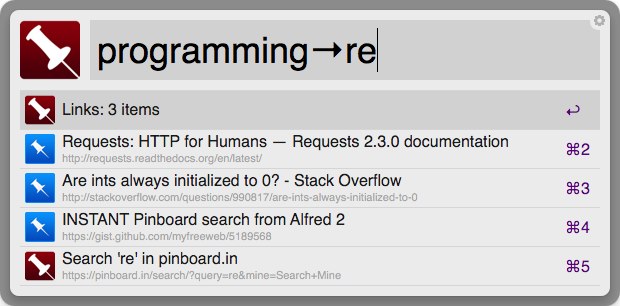 programming→re
Links: 3 items ↩
Requests: HTTP for Humans — Requests 2.3.0 documentation ⌘2
http://requests.readthedocs.org/en/latest/
Are ints always initialized to 0? - Stack Overflow ⌘3
http://stackoverflow.com/questions/990817/are-ints-always-initialized-to-0
INSTANT Pinboard search from Alfred 2 ⌘4
https://gist.github.com/myfreeweb/5189568
Search 're' in pinboard.in ⌘5
https://pinboard.in/search/?query=re&mine=Search+Mine